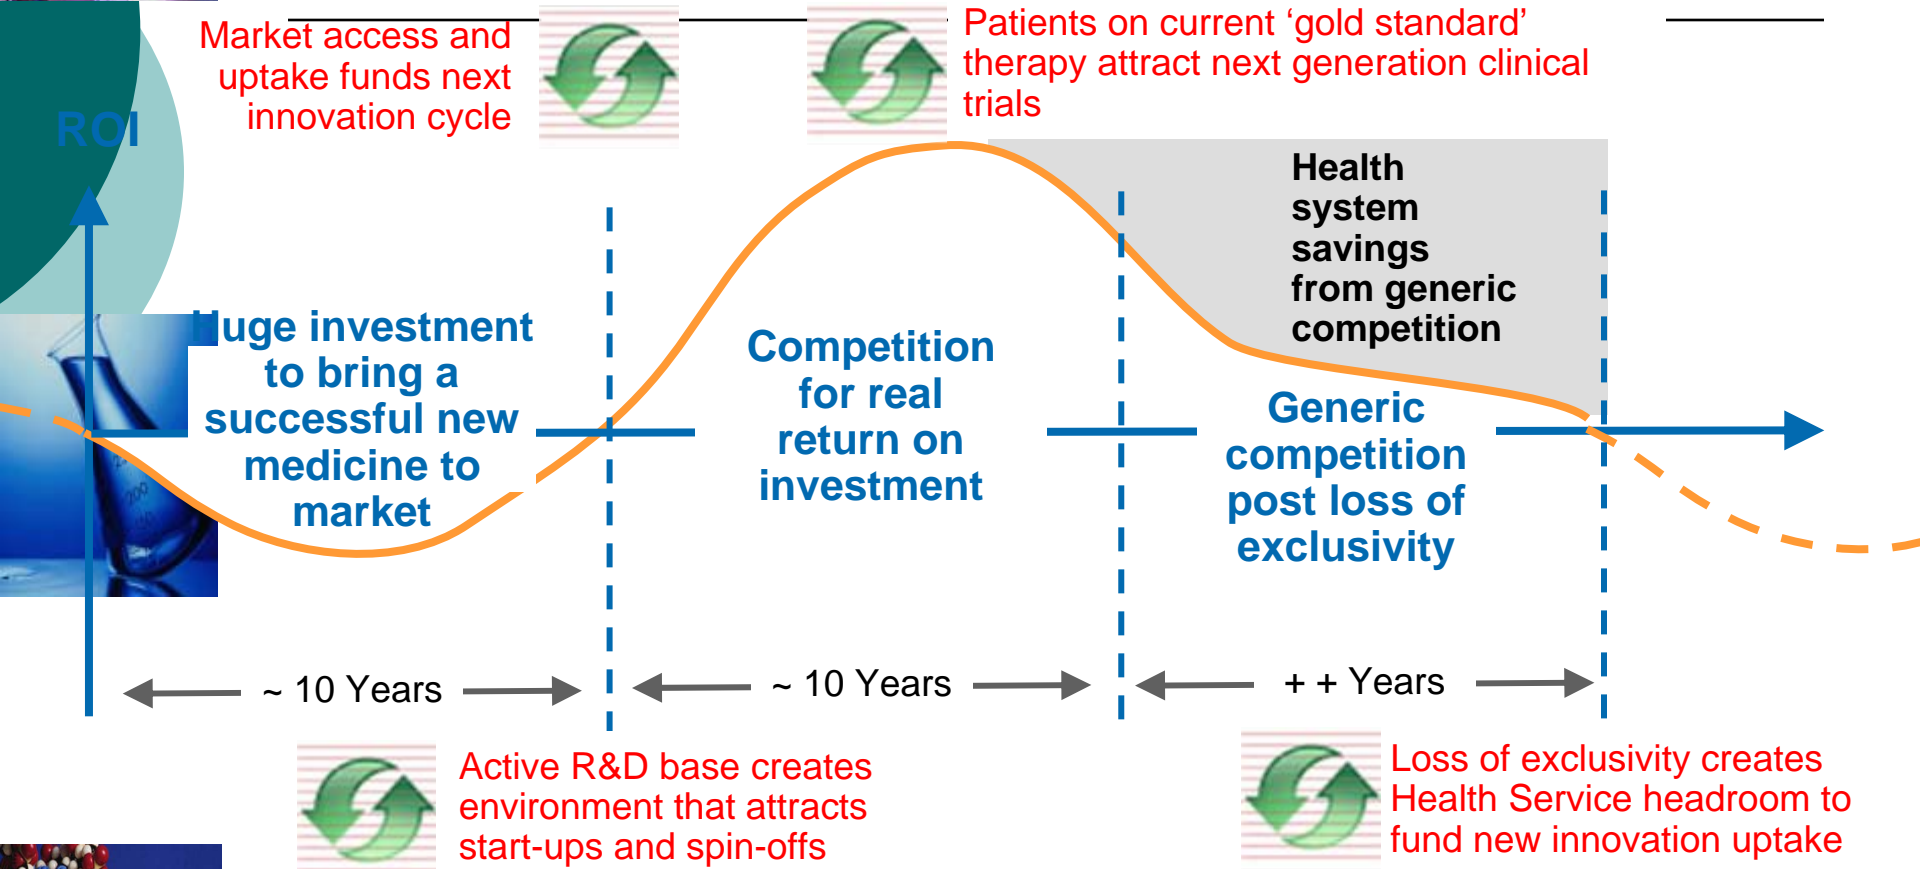 Market access and
uptake funds next
innovation cycle
Patients on current ‘gold standard’
therapy attract next generation clinical
trials
ROI
Health
system
savings
from generic
competition
Huge investment
to bring a
successful new
medicine to
market
Competition
for real
return on
investment
Generic
competition
post loss of
exclusivity
200
~ 10 Years
~ 10 Years
+ + Years
Active R&D base creates
environment that attracts
start-ups and spin-offs
Loss of exclusivity creates
Health Service headroom to
fund new innovation uptake